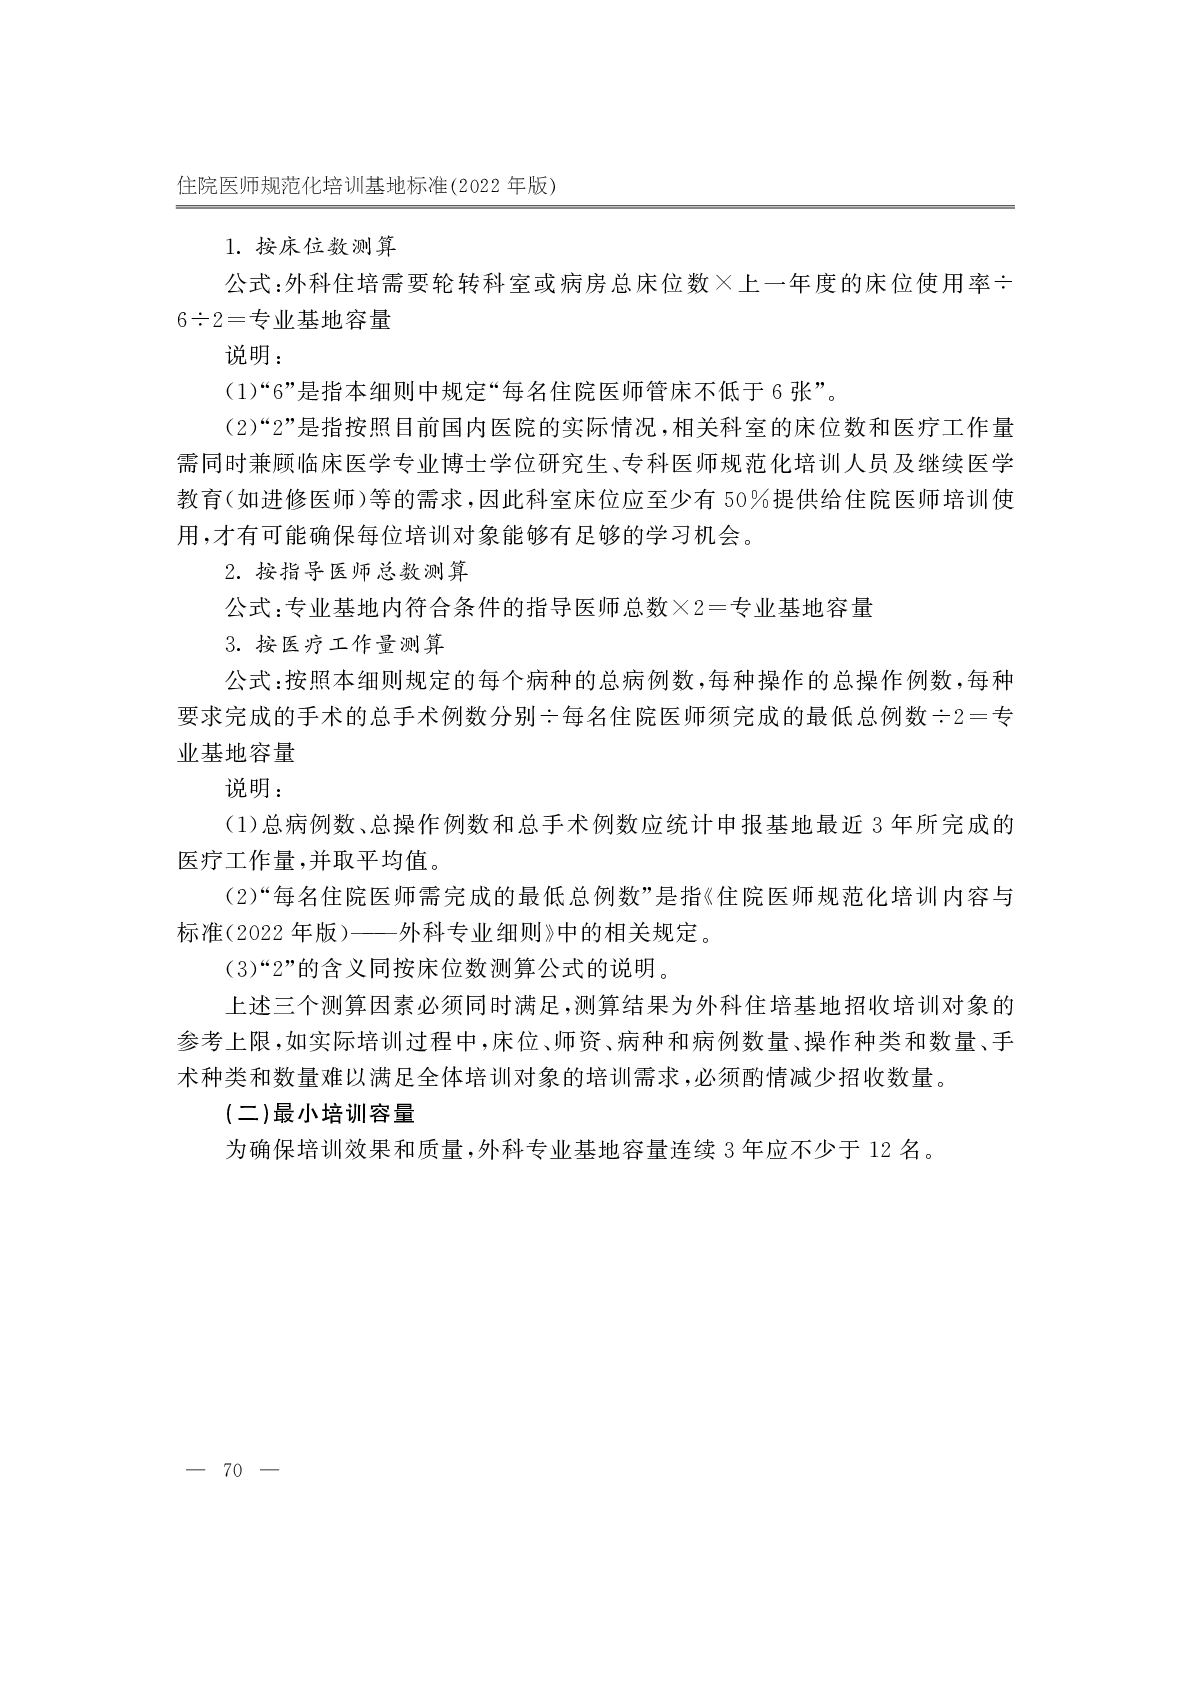 住院医师规范化培训基地标准(2022 年版)
1. 按床位数测算
公式:外科住培需要轮转科室或病房总床位数×上一年度的床位使用率÷
6÷2=专业基地容量
说明:
(1)“6”是指本细则中规定“每名住院医师管床不低于 6 张”。
(2)“2”是指按照目前国内医院的实际情况,相关科室的床位数和医疗工作量
需同时兼顾临床医学专业博士学位研究生、专科医师规范化培训人员及继续医学
教育(如进修医师)等的需求,因此科室床位应至少有 50%提供给住院医师培训使
用,才有可能确保每位培训对象能够有足够的学习机会。
2. 按指导医师总数测算
公式:专业基地内符合条件的指导医师总数×2=专业基地容量
3. 按医疗工作量测算
公式:按照本细则规定的每个病种的总病例数,每种操作的总操作例数,每种
要求完成的手术的总手术例数分别÷每名住院医师须完成的最低总例数÷2=专
业基地容量
说明:
(1)总病例数、总操作例数和总手术例数应统计申报基地最近 3 年所完成的
医疗工作量,并取平均值。
(2)“每名住院医师需完成的最低总例数”是指《住院医师规范化培训内容与
标准(2022 年版)——外科专业细则》中的相关规定。
(3)“2”的含义同按床位数测算公式的说明。
上述三个测算因素必须同时满足,测算结果为外科住培基地招收培训对象的
参考上限,如实际培训过程中,床位、师资、病种和病例数量、操作种类和数量、手
术种类和数量难以满足全体培训对象的培训需求,必须酌情减少招收数量。
(二)最小培训容量
为确保培训效果和质量,外科专业基地容量连续 3 年应不少于 12 名。
— 70 —